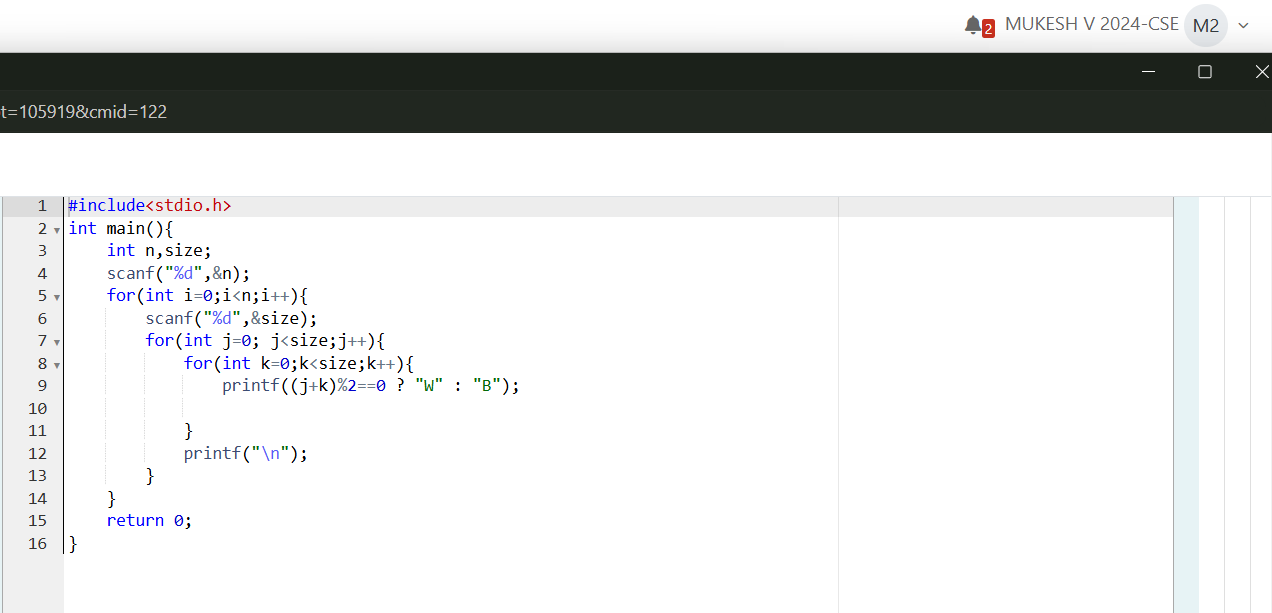 2 MUKESH V 2024-CSE M2
t=105919&cmid=122
1 #include<stdio.h>
2 int main(){
3     int n,size;
4     scanf("%d",&n);
5     for(int i=0;i<n;i++){
6         scanf("%d",&size);
7         for(int j=0; j<size;j++){
8             for(int k=0;k<size;k++){
9                 printf((j+k)%2==0 ? "W" : "B");
10
11             }
12             printf("\n");
13         }
14     }
15     return 0;
16 }